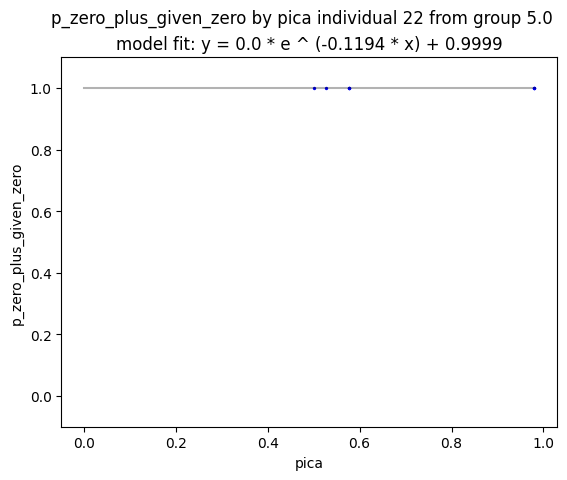 p_zero_plus_given_zero by pica individual 22 from group 5.0
model fit: y = 0.0 * e ^ (-0.1194 * x) + 0.9999
1.0
0.8
0.6
0.4
0.2
0.0
p_zero_plus_given_zero
0.0 0.2 0.4 0.6 0.8 1.0
pica